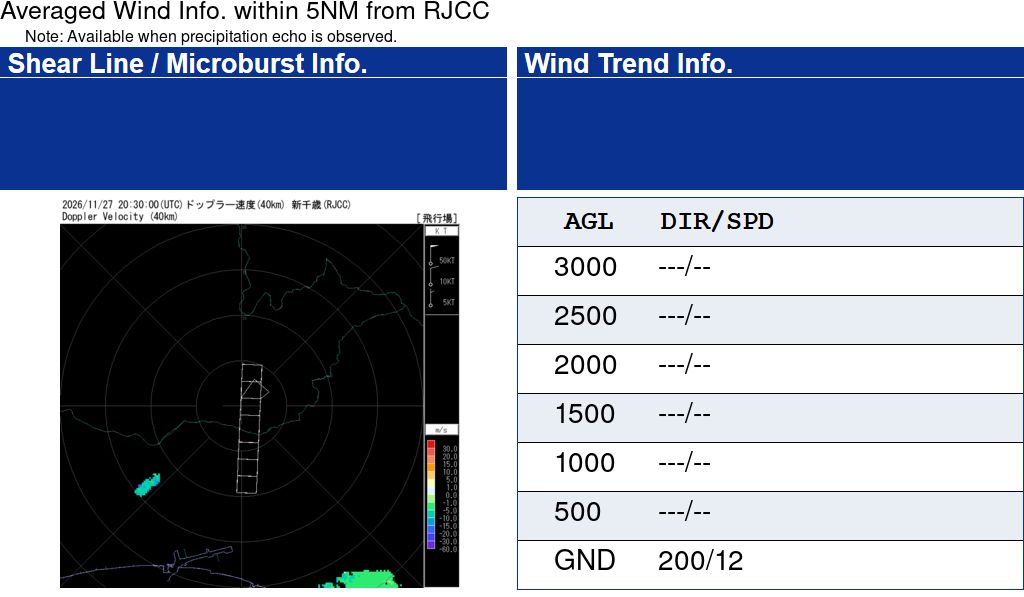 Averaged Wind Info. within 5NM from RJCC
Note: Available when precipitation echo is observed.
Shear Line / Microburst Info.
Wind Trend Info.
2026/11/27 20:30:00(UTC) ドップラー速度(40km) 新千歳(RJCC)
Doppler Velocity (40km)
[飛行場]
KT
50KT
10KT
5KT
m/s
30.0
20.0
15.0
10.0
5.0
1.0
0.0
-1.0
-5.0
-10.0
-15.0
-20.0
-30.0
-60.0
AGL DIR/SPD
3000 ---/--
2500 ---/--
2000 ---/--
1500 ---/--
1000 ---/--
500 ---/--
GND 200/12